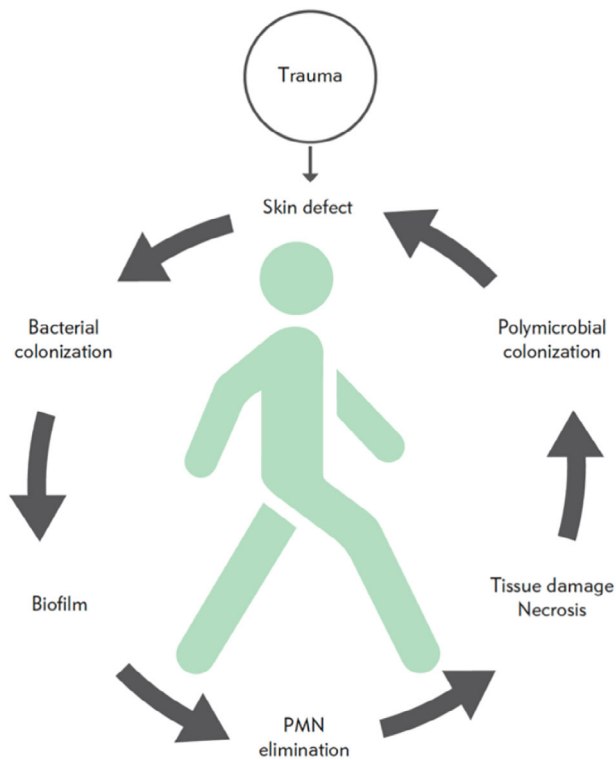 Trauma
Skin defect
Bacterial
colonization
Biofilm
PMN
elimination
Tissue damage
Necrosis
Polymicrobial
colonization